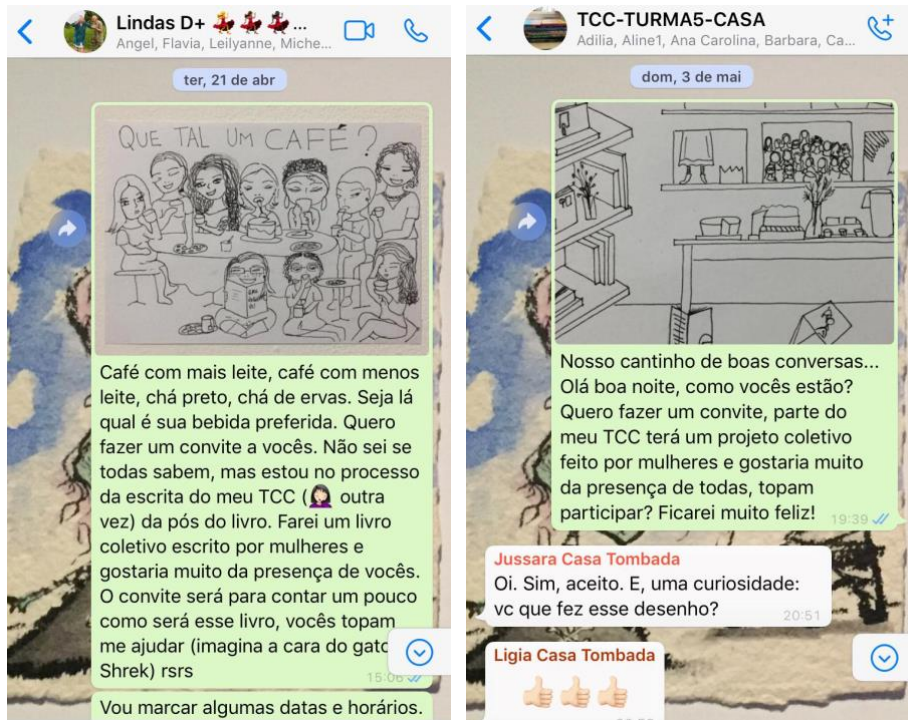 Lindas D+ 💃💃💃...
Angel, Flavia, Leilyanne, Miche...
ter, 21 de abr
QUE TAL UM CAFÉ?
Café com mais leite, café com menos
leite, chá preto, chá de ervas. Seja lá
qual é sua bebida preferida. Quero
fazer um convite a vocês. Não sei se
todas sabem, mas estou no processo
da escrita do meu TCC (🤦🏻‍♀️ outra
vez) da pós do livro. Farei um livro
coletivo escrito por mulheres e
gostaria muito da presença de vocês.
O convite será para contar um pouco
como será esse livro, vocês topam
me ajudar (imagina a cara do gato
Shrek) rsrs
15:06
Vou marcar algumas datas e horários.
TCC-TURMA5-CASA
Adilia, Aline1, Ana Carolina, Barbara, Ca...
dom, 3 de mai
Nosso cantinho de boas conversas...
Olá boa noite, como vocês estão?
Quero fazer um convite, parte do
meu TCC terá um projeto coletivo
feito por mulheres e gostaria muito
da presença de todas, topam
participar? Ficarei muito feliz!
19:39
Jussara Casa Tombada
Oi. Sim, aceito. E, uma curiosidade:
vc que fez esse desenho?
20:51
Ligia Casa Tombada
👍🏻👍🏻👍🏻